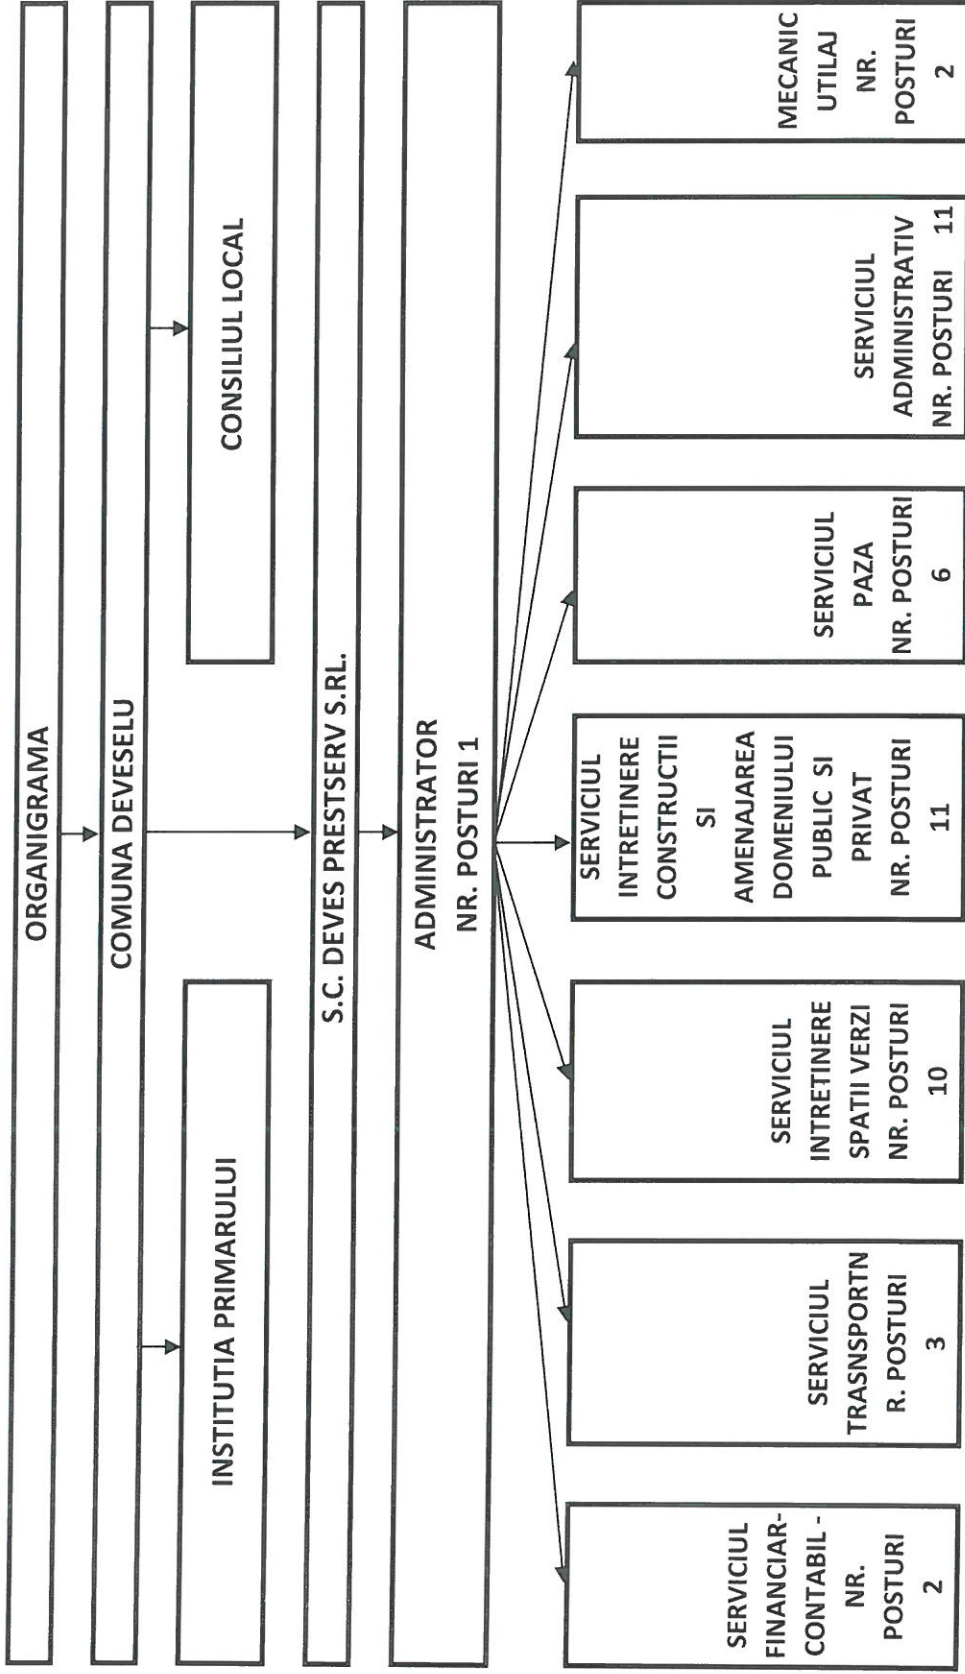 ORGANIGRAMA
COMUNA DEVESELU
INSTITUTIA PRIMARULUI
CONSILIUL LOCAL
S.C. DEVES PRESTSERV S.RL.
ADMINISTRATOR
NR. POSTURI 1
SERVICIUL
FINANCIAR-
CONTABIL -
NR.
POSTURI
2
SERVICIUL
TRASNSPORTN
R. POSTURI
3
SERVICIUL
INTRETINERE
SPATII VERZI
NR. POSTURI
10
SERVICIUL
INTRETINERE
CONSTRUCTII
SI
AMENAJAREA
DOMENIULUI
PUBLIC SI
PRIVAT
NR. POSTURI
11
SERVICIUL
PAZA
NR. POSTURI
6
SERVICIUL
ADMINISTRATIV
NR. POSTURI 11
MECANIC
UTILAJ
NR.
POSTURI
2